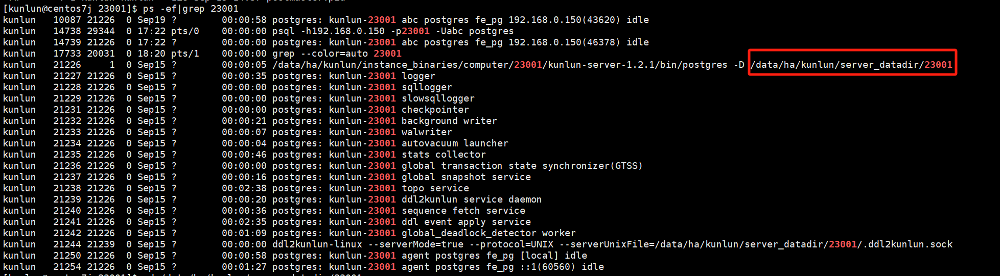 [kunlun@centos7j 23001]$ ps -ef|grep 23001
kunlun   10087 21226  0 Sep19 ?        00:00:58 postgres: kunlun-23001 abc postgres fe_pg 192.168.0.150(43620) idle
kunlun   14738 29344  0 17:22 pts/0    00:00:00 psql -h192.168.0.150 -p23001 -Uabc postgres
kunlun   14739 21226  0 17:22 ?        00:00:00 postgres: kunlun-23001 abc postgres fe_pg 192.168.0.150(46378) idle
kunlun   17733 20031  0 18:20 pts/1    00:00:00 grep --color=auto 23001
kunlun   21226     1  0 Sep15 ?        00:00:05 /data/ha/kunlun/instance_binaries/computer/23001/kunlun-server-1.2.1/bin/postgres -D /data/ha/kunlun/server_datadir/23001
kunlun   21227 21226  0 Sep15 ?        00:00:35 postgres: kunlun-23001 logger
kunlun   21228 21226  0 Sep15 ?        00:00:00 postgres: kunlun-23001 sqllogger
kunlun   21229 21226  0 Sep15 ?        00:00:00 postgres: kunlun-23001 slowsqllogger
kunlun   21231 21226  0 Sep15 ?        00:00:00 postgres: kunlun-23001 checkpointer
kunlun   21232 21226  0 Sep15 ?        00:00:21 postgres: kunlun-23001 background writer
kunlun   21233 21226  0 Sep15 ?        00:00:07 postgres: kunlun-23001 walwriter
kunlun   21234 21226  0 Sep15 ?        00:00:04 postgres: kunlun-23001 autovacuum launcher
kunlun   21235 21226  0 Sep15 ?        00:00:46 postgres: kunlun-23001 stats collector
kunlun   21236 21226  0 Sep15 ?        00:00:00 postgres: kunlun-23001 global transaction state synchronizer(GTSS)
kunlun   21237 21226  0 Sep15 ?        00:00:16 postgres: kunlun-23001 global snapshot service
kunlun   21238 21226  0 Sep15 ?        00:02:38 postgres: kunlun-23001 topo service
kunlun   21239 21226  0 Sep15 ?        00:00:20 postgres: kunlun-23001 ddl2kunlun service daemon
kunlun   21240 21226  0 Sep15 ?        00:00:36 postgres: kunlun-23001 sequence fetch service
kunlun   21241 21226  0 Sep15 ?        00:02:35 postgres: kunlun-23001 ddl event apply service
kunlun   21242 21226  0 Sep15 ?        00:01:09 postgres: kunlun-23001 global_deadlock_detector worker
kunlun   21244 21239  0 Sep15 ?        00:00:00 ddl2kunlun-linux --serverMode=true --protocol=UNIX --serverUnixFile=/data/ha/kunlun/server_datadir/23001/.ddl2kunlun.sock
kunlun   21250 21226  0 Sep15 ?        00:00:58 postgres: kunlun-23001 agent postgres fe_pg [local] idle
kunlun   21254 21226  0 Sep15 ?        00:01:27 postgres: kunlun-23001 agent postgres fe_pg ::1(60560) idle